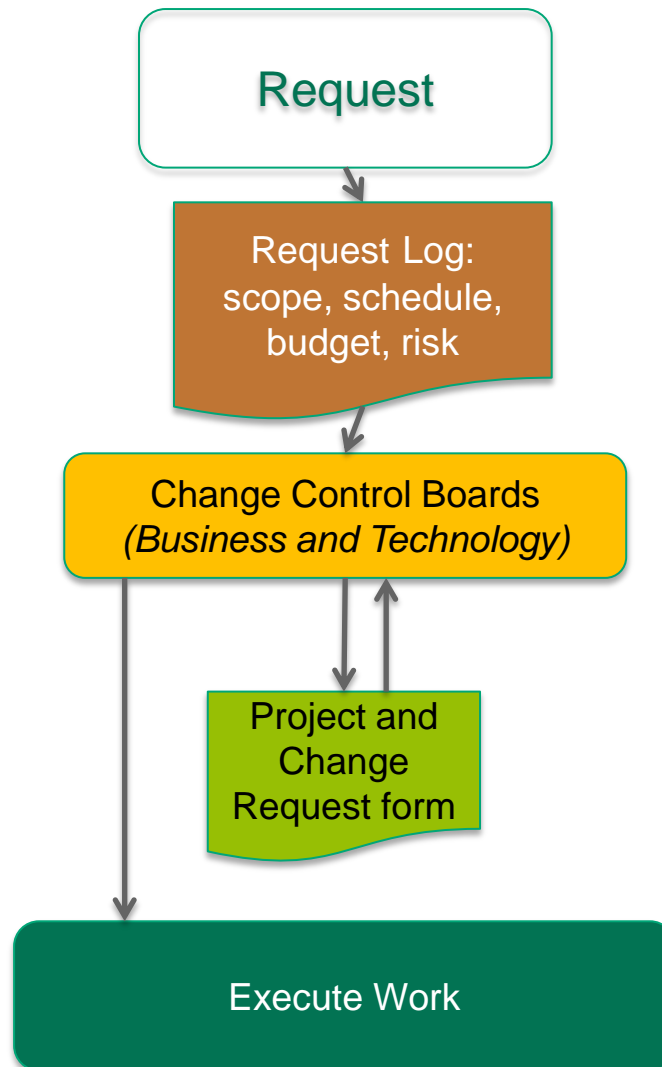 Request
Request Log:
scope, schedule,
budget, risk
Change Control Boards
(Business and Technology)
Project and
Change
Request form
Execute Work